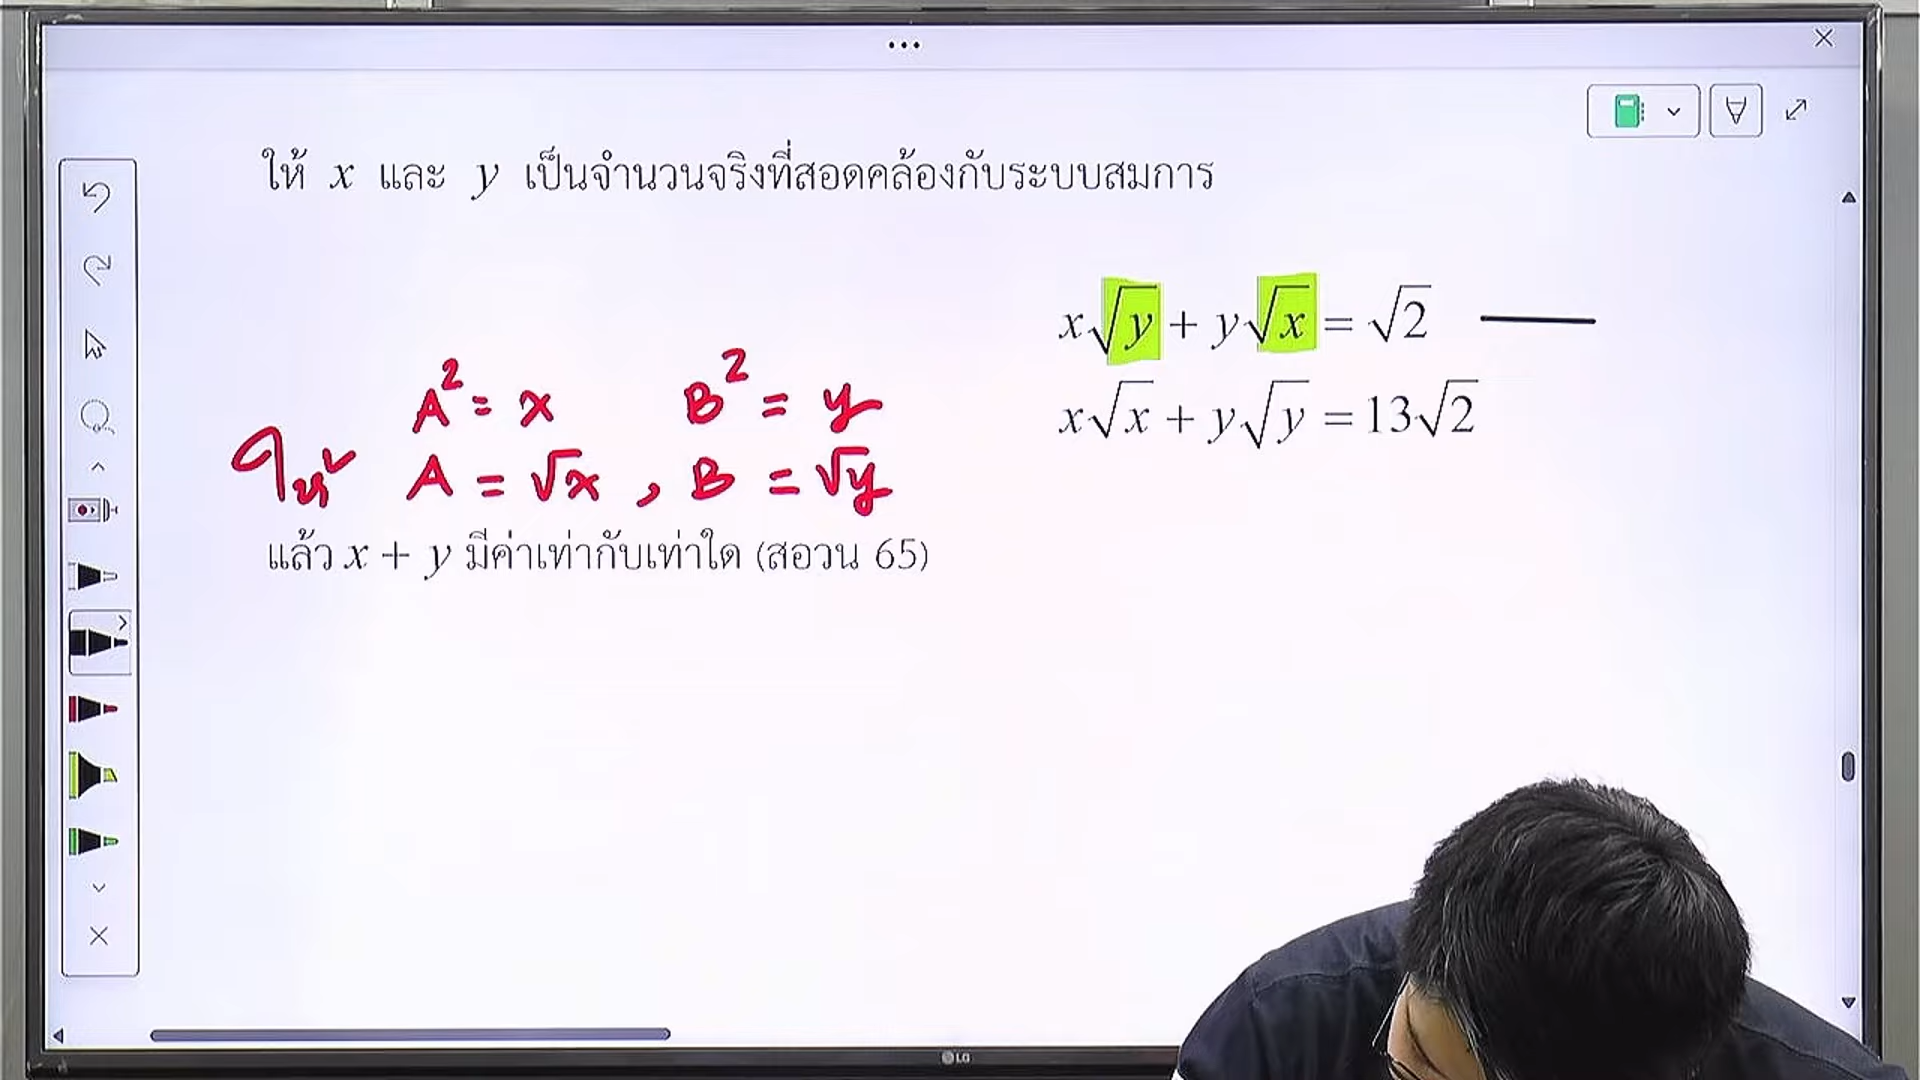 ให้ x และ y เป็นจำนวนจริงที่สอดคล้องกับระบบสมการ
x√y + y√x = √2
x√x + y√y = 13√2
A² = x B² = y
ให้ A = √x , B = √y
แล้ว x + y มีค่าเท่ากับเท่าใด (สอวน 65)
LG